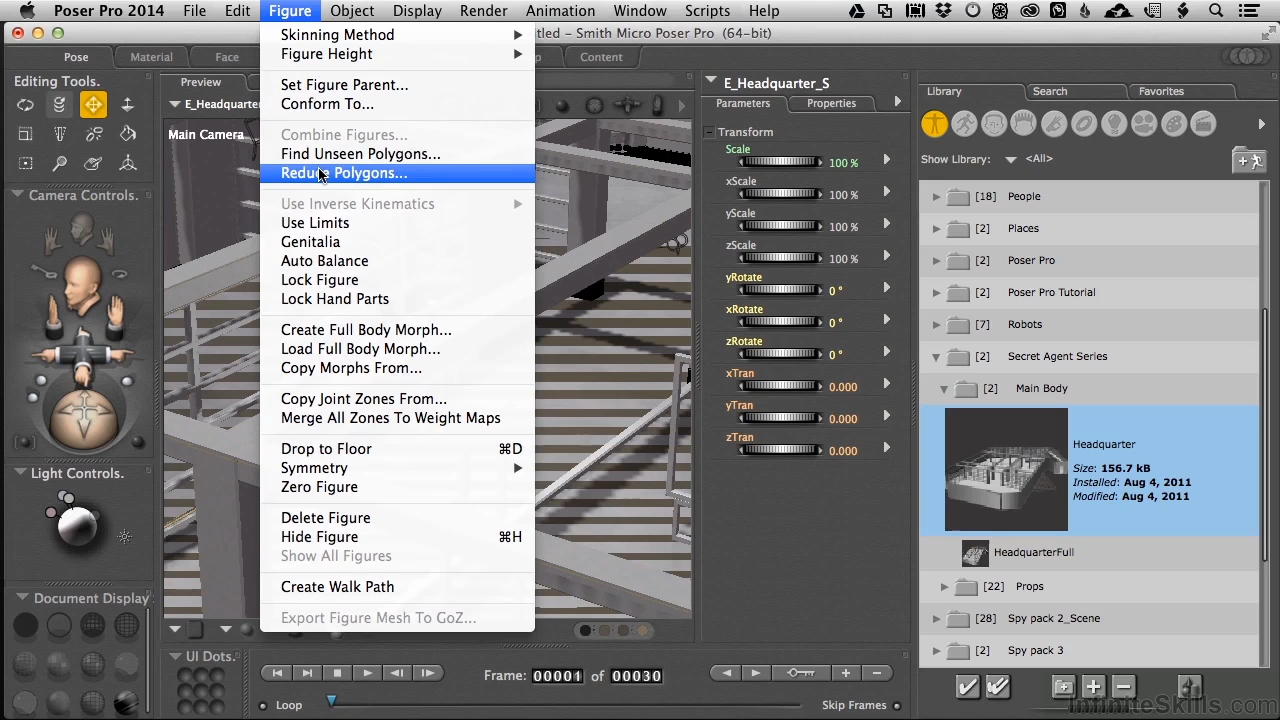 Poser Pro 2014 File Edit Figure Object Display Render Animation Window Scripts Help
tled – Smith Micro Poser Pro (64-bit)
Pose Material Face p Content
Editing Tools.
Camera Controls.
Light Controls.
Document Display
UI Dots.
Preview
E_Headquarter
Main Camera
Skinning Method
Figure Height
Set Figure Parent...
Conform To...
Combine Figures...
Find Unseen Polygons...
Reduce Polygons...
Use Inverse Kinematics
Use Limits
Genitalia
Auto Balance
Lock Figure
Lock Hand Parts
Create Full Body Morph...
Load Full Body Morph...
Copy Morphs From...
Copy Joint Zones From...
Merge All Zones To Weight Maps
Drop to Floor ⌘D
Symmetry
Zero Figure
Delete Figure
Hide Figure ⌘H
Show All Figures
Create Walk Path
Export Figure Mesh To GoZ...
Loop
Frame: 00001 of 00030
Skip Frames
E_Headquarter_S
Parameters Properties
Transform
Scale
100 %
xScale
100 %
yScale
100 %
zScale
100 %
yRotate
0 °
xRotate
0 °
zRotate
0 °
xTran
0.000
yTran
0.000
zTran
0.000
Library Search Favorites
Show Library: <All>
[18] People
[2] Places
[2] Poser Pro
[2] Poser Pro Tutorial
[7] Robots
[2] Secret Agent Series
[2] Main Body
Headquarter
Size: 156.7 kB
Installed: Aug 4, 2011
Modified: Aug 4, 2011
HeadquarterFull
[22] Props
[28] Spy pack 2_Scene
[2] Spy pack 3
InfiniteSkills.com